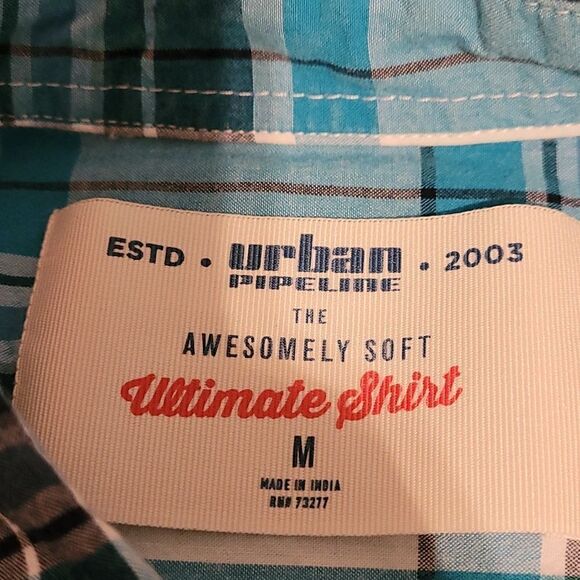 ESTD • urban • 2003
PIPELINE
THE
AWESOMELY SOFT
Ultimate Shirt
M
MADE IN INDIA
RN# 73277